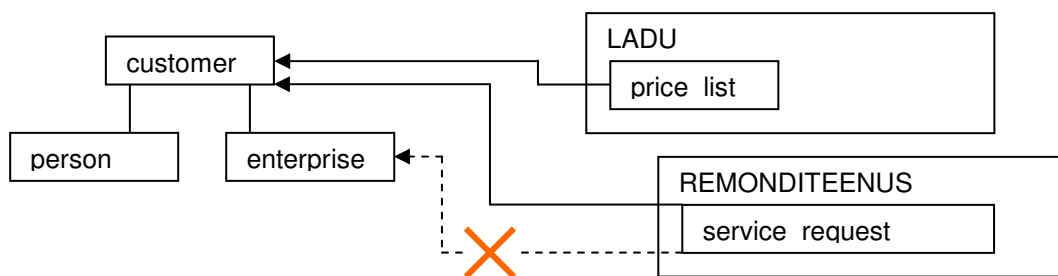 LADU
customer
price list
person
enterprise
REMONDITEENUS
service request